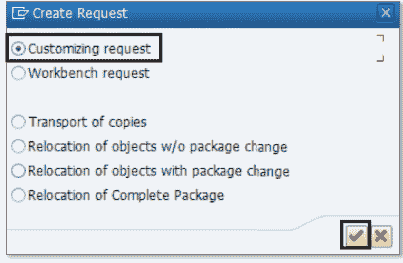 Create Request
Customizing request
Workbench request
Transport of copies
Relocation of objects w/o package change
Relocation of objects with package change
Relocation of Complete Package